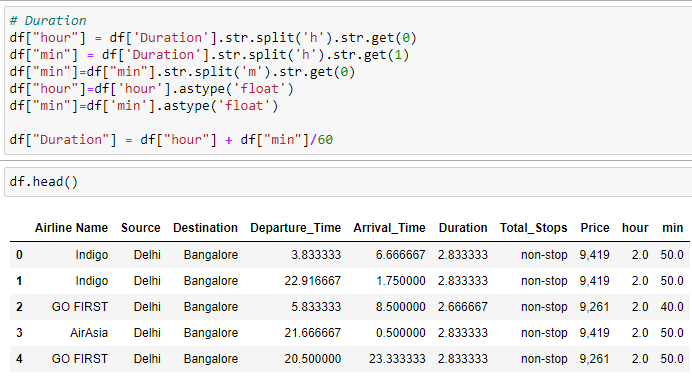 # Duration
df["hour"] = df['Duration'].str.split('h').str.get(0)
df["min"] = df['Duration'].str.split('h').str.get(1)
df["min"]=df["min"].str.split('m').str.get(0)
df["hour"]=df['hour'].astype('float')
df["min"]=df['min'].astype('float')
df["Duration"] = df["hour"] + df["min"]/60
df.head()
Airline Name Source Destination Departure_Time Arrival_Time Duration Total_Stops Price hour min
0 Indigo Delhi Bangalore 3.833333 6.666667 2.833333 non-stop 9,419 2.0 50.0
1 Indigo Delhi Bangalore 22.916667 1.750000 2.833333 non-stop 9,419 2.0 50.0
2 GO FIRST Delhi Bangalore 5.833333 8.500000 2.666667 non-stop 9,261 2.0 40.0
3 AirAsia Delhi Bangalore 21.666667 0.500000 2.833333 non-stop 9,419 2.0 50.0
4 GO FIRST Delhi Bangalore 20.500000 23.333333 2.833333 non-stop 9,261 2.0 50.0